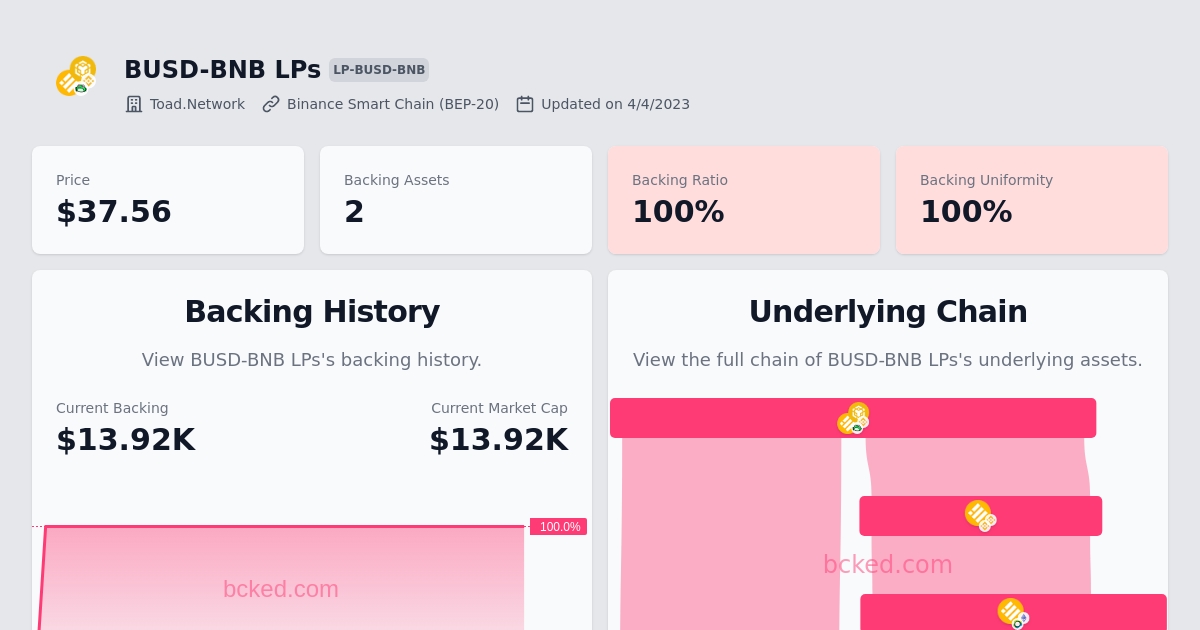 BUSD-BNB LPs LP-BUSD-BNB
Toad.Network Binance Smart Chain (BEP-20) Updated on 4/4/2023
Price
$37.56
Backing Assets
2
Backing Ratio
100%
Backing Uniformity
100%
Backing History
View BUSD-BNB LPs's backing history.
Current Backing
$13.92K
Current Market Cap
$13.92K
100.0%
bcked.com
Underlying Chain
View the full chain of BUSD-BNB LPs's underlying assets.
bcked.com